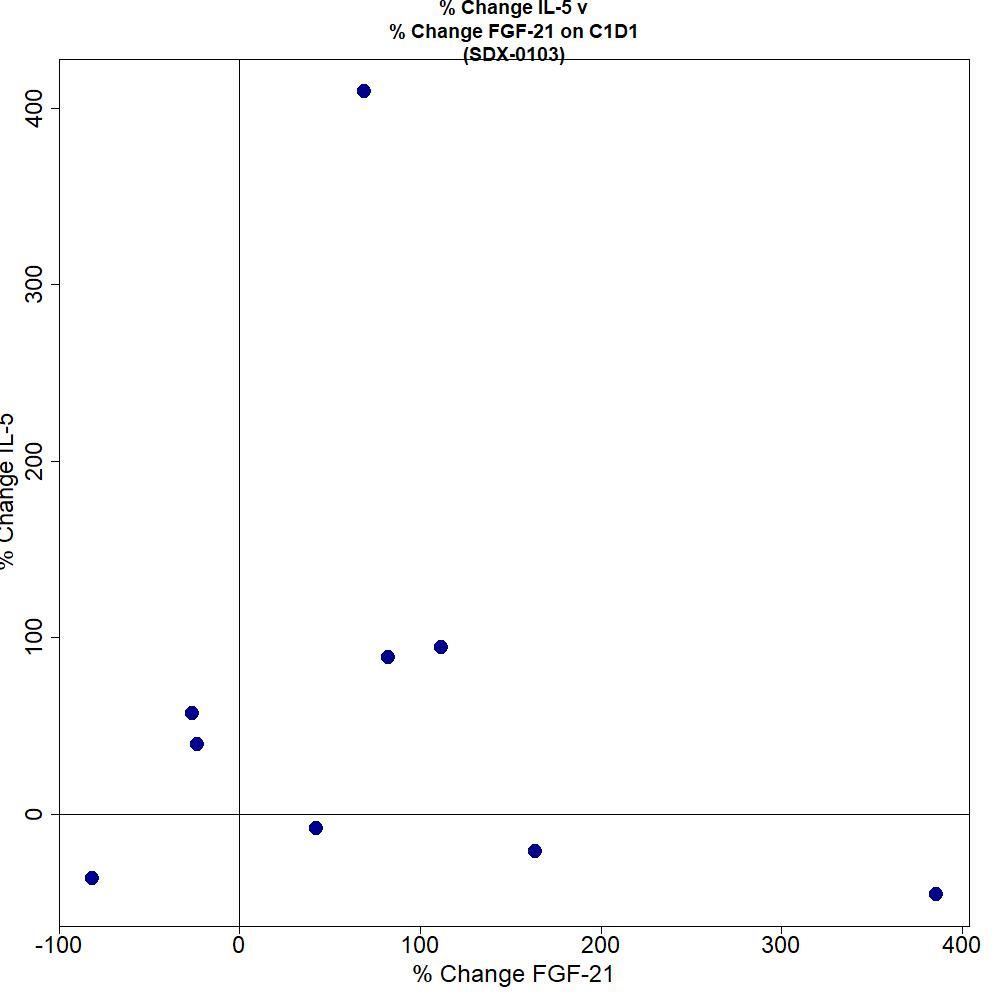 % Change IL-5 v
% Change FGF-21 on C1D1
(SDX-0103)
400
300
200
100
0
% Change IL-5
-100 0 100 200 300 400
% Change FGF-21